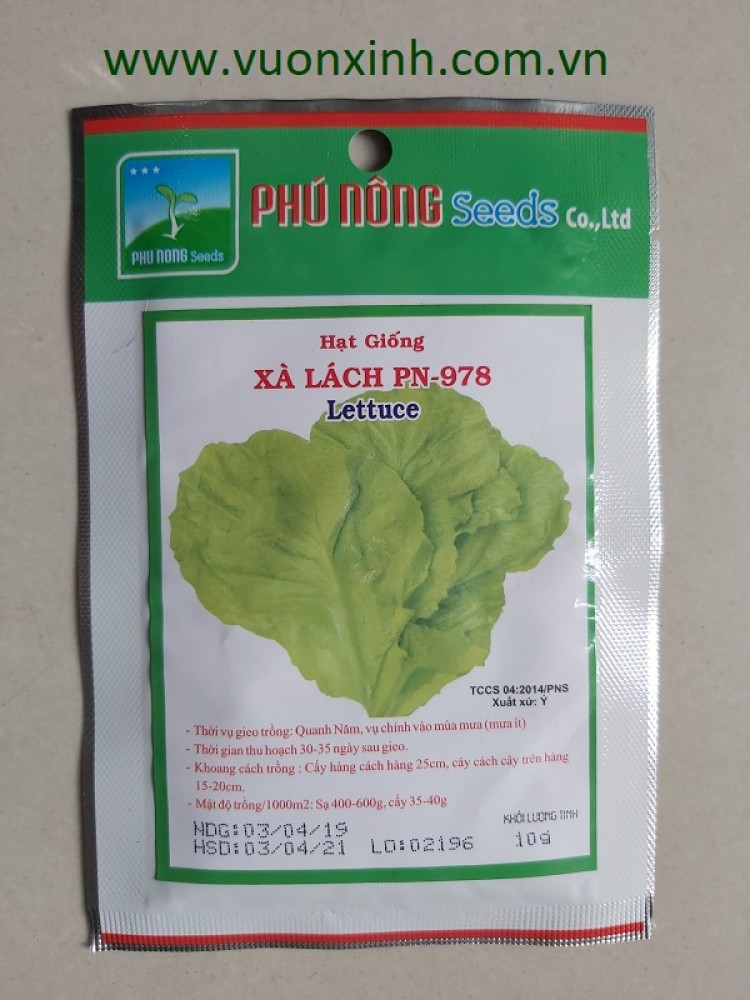 www.vuonxinh.com.vn
PHU NONG Seeds
PHÚ NÔNG Seeds Co.,Ltd
Hạt Giống
XÀ LÁCH PN-978
Lettuce
TCCS 04:2014/PNS
Xuất xứ: Ý
- Thời vụ gieo trồng: Quanh Năm, vụ chính vào mùa mưa (mưa ít)
- Thời gian thu hoạch 30-35 ngày sau gieo.
- Khoang cách trồng : Cấy hàng cách hàng 25cm, cây cách cây trên hàng
15-20cm.
- Mật độ trồng/1000m2: Sạ 400-600g, cấy 35-40g
NDG:03/04/19
HSD:03/04/21 LO:02196
KHỐI LƯỢNG TỊNH
10g